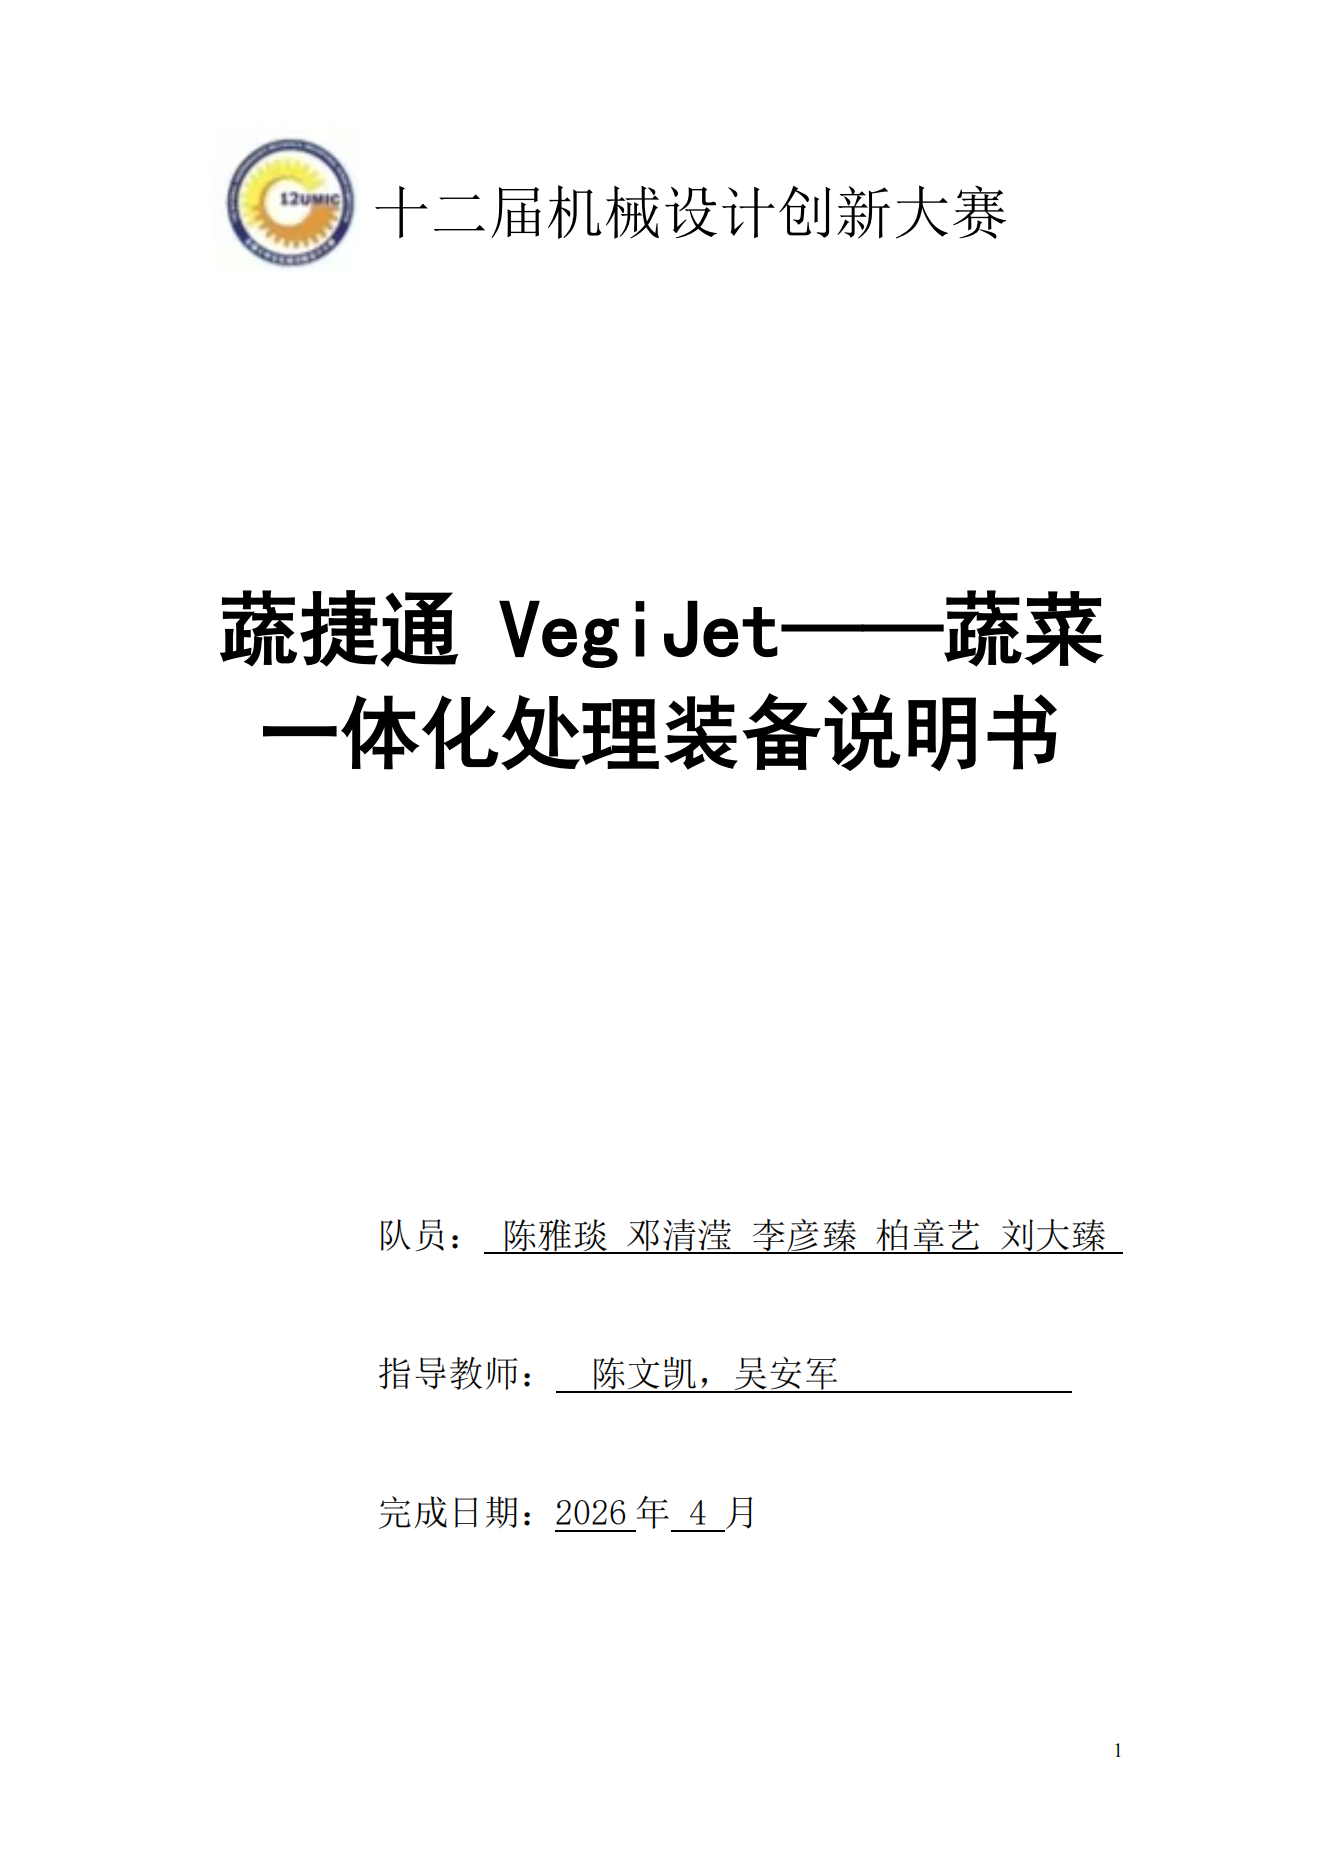 12UMIC
十二届机械设计创新大赛
蔬捷通 VegiJet——蔬菜
一体化处理装备说明书
队员： 陈雅琰 邓清滢 李彦臻 柏章艺 刘大臻
指导教师： 陈文凯，吴安军
完成日期：2026 年 4 月
1